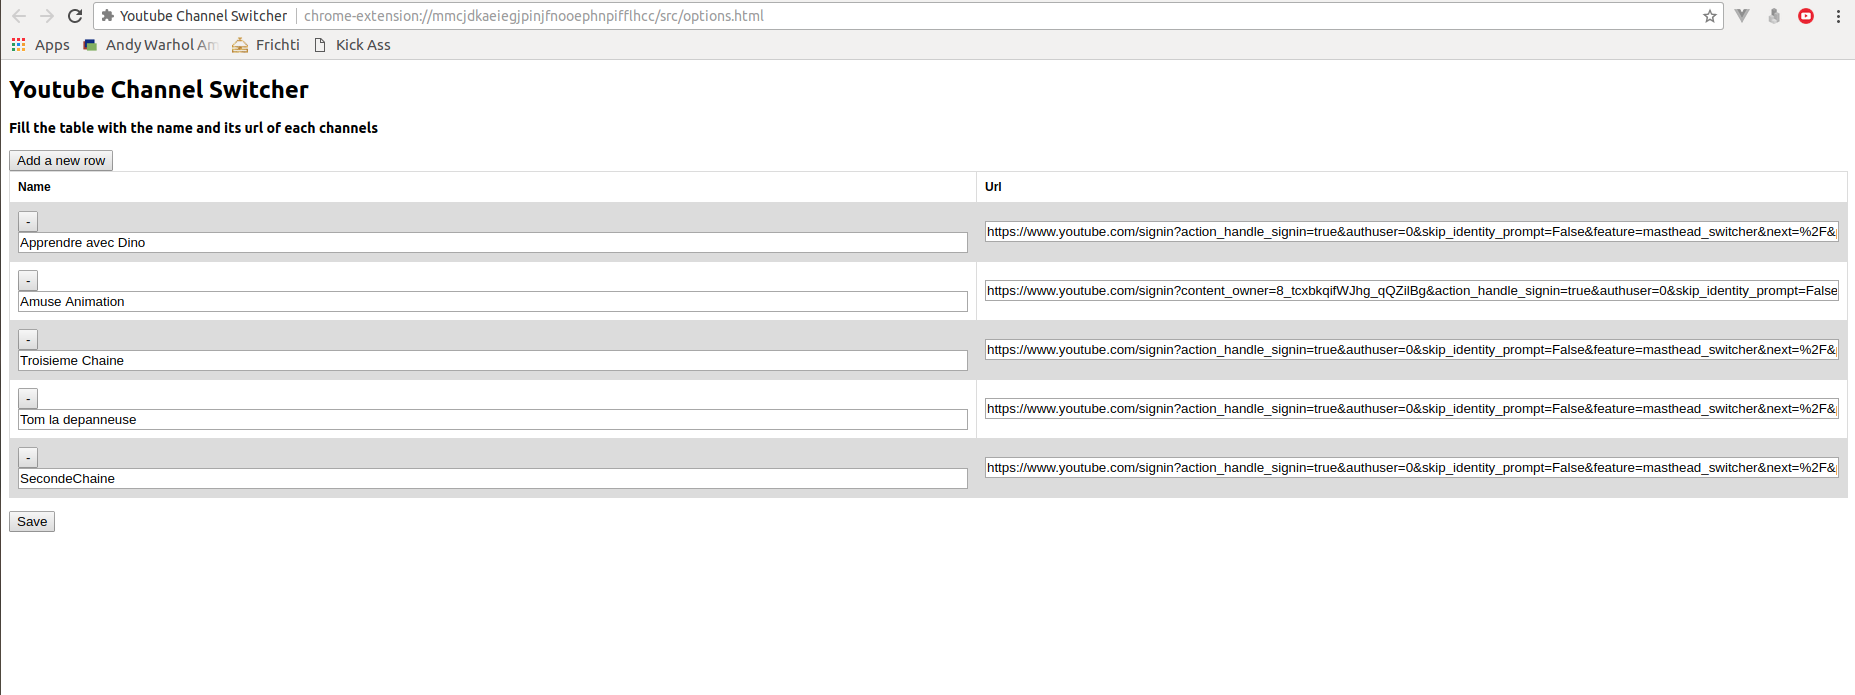 Youtube Channel Switcher | chrome-extension://mmcjdkaeiegjpinjfnooephnpifflhcc/src/options.html
Apps Andy Warhol Am Frichti Kick Ass
Youtube Channel Switcher
Fill the table with the name and its url of each channels
Add a new row
Name Url
-
Apprendre avec Dino https://www.youtube.com/signin?action_handle_signin=true&authuser=0&skip_identity_prompt=False&feature=masthead_switcher&next=%2F&
-
Amuse Animation https://www.youtube.com/signin?content_owner=8_tcxbkqifWJhg_qQZilBg&action_handle_signin=true&authuser=0&skip_identity_prompt=False
-
Troisieme Chaine https://www.youtube.com/signin?action_handle_signin=true&authuser=0&skip_identity_prompt=False&feature=masthead_switcher&next=%2F&
-
Tom la depanneuse https://www.youtube.com/signin?action_handle_signin=true&authuser=0&skip_identity_prompt=False&feature=masthead_switcher&next=%2F&
-
SecondeChaine https://www.youtube.com/signin?action_handle_signin=true&authuser=0&skip_identity_prompt=False&feature=masthead_switcher&next=%2F&
Save